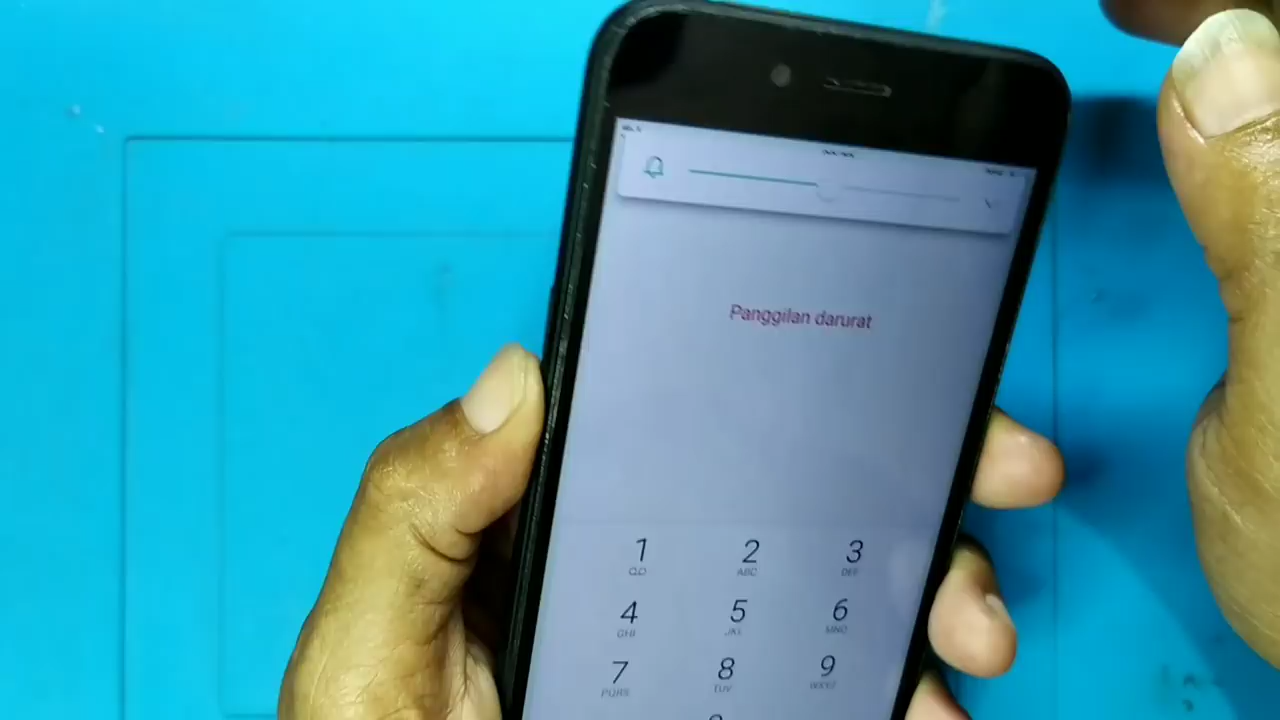 Panggilan darurat
1 2 3
ABC DEF
4 5 6
GHI JKL MNO
7 8 9
PQRS TUV WXYZ